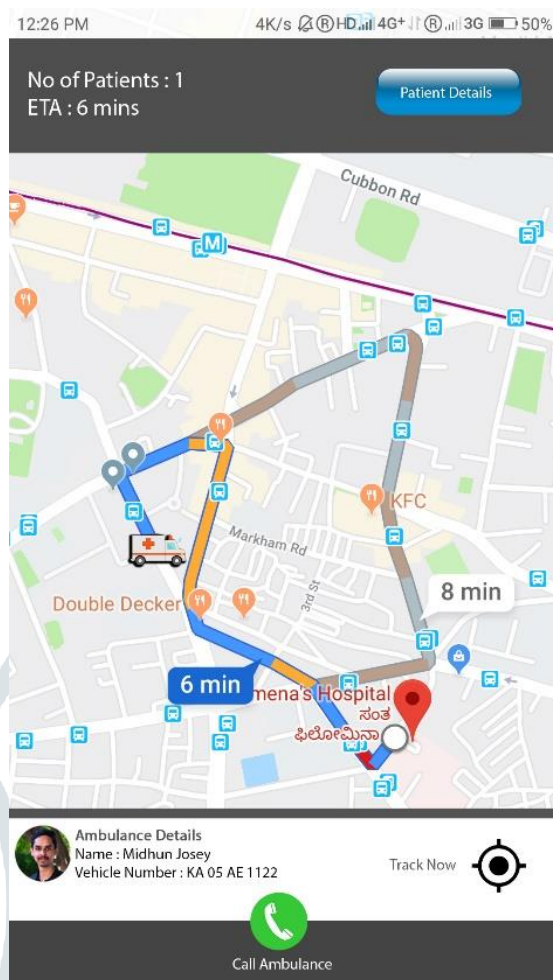 12:26 PM
4K/s R HD 4G+ R 3G 50%
No of Patients : 1
ETA : 6 mins
Patient Details
Cubbon Rd
M
KFC
Markham Rd
3rd St
Double Decker
8 min
6 min
mena's Hospital
ಸಂತ
ಫಿಲೋಮಿನಾ
Ambulance Details
Name : Midhun Josey
Vehicle Number : KA 05 AE 1122
Track Now
Call Ambulance